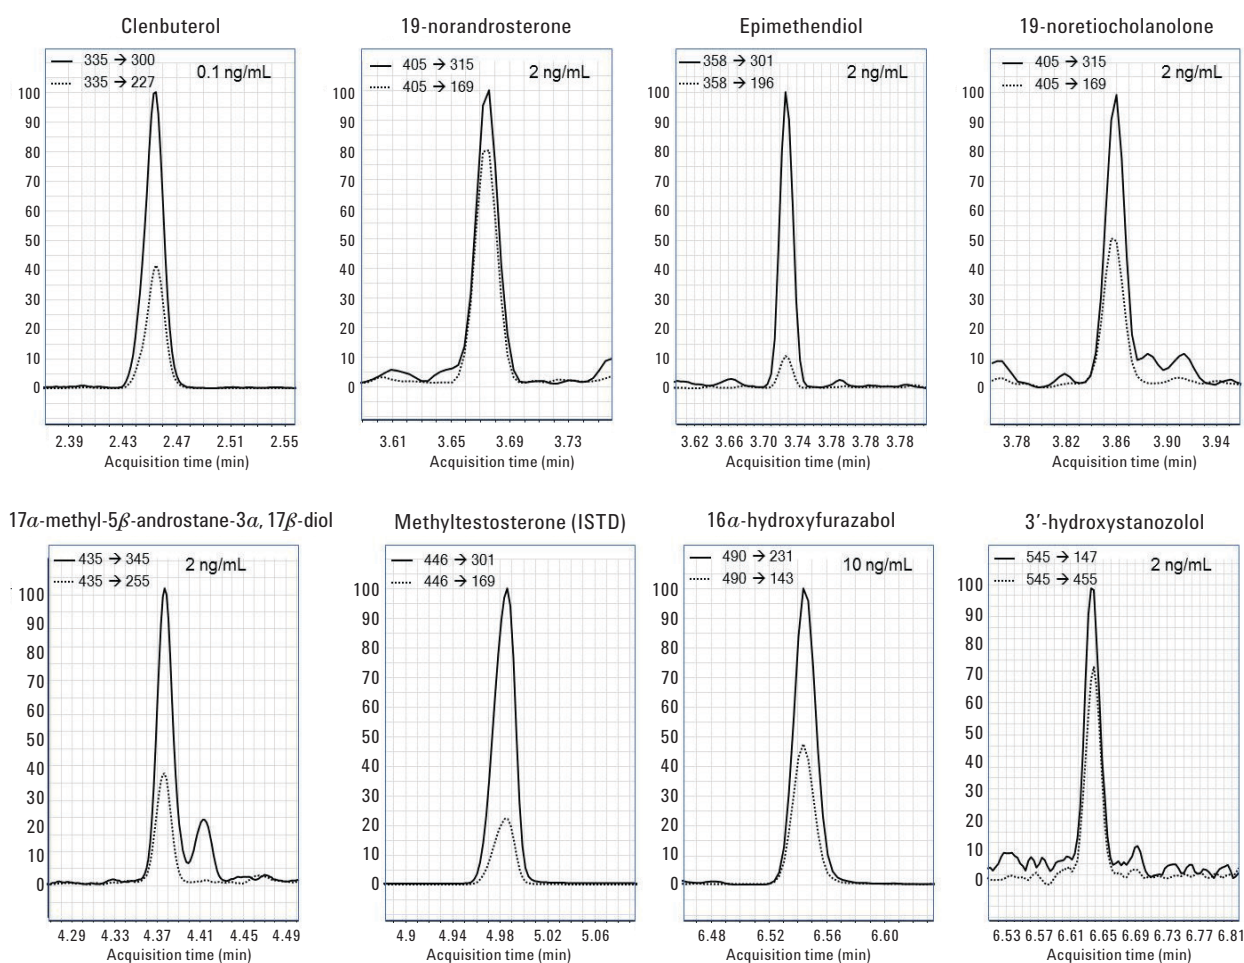 Clenbuterol
335 → 300
335 → 227
0.1 ng/mL
100
90
80
70
60
50
40
30
20
10
0
2.39 2.43 2.47 2.51 2.55
Acquisition time (min)
19-norandrosterone
405 → 315
405 → 169
2 ng/mL
100
90
80
70
60
50
40
30
20
10
0
3.61 3.65 3.69 3.73
Acquisition time (min)
Epimethendiol
358 → 301
358 → 196
2 ng/mL
100
90
80
70
60
50
40
30
20
10
0
3.62 3.66 3.70 3.74 3.78 3.78 3.78
Acquisition time (min)
19-noretiocholanolone
405 → 315
405 → 169
2 ng/mL
100
90
80
70
60
50
40
30
20
10
0
3.78 3.82 3.86 3.90 3.94
Acquisition time (min)
17α-methyl-5β-androstane-3α, 17β-diol
435 → 345
435 → 255
2 ng/mL
100
90
80
70
60
50
40
30
20
10
0
4.29 4.33 4.37 4.41 4.45 4.49
Acquisition time (min)
Methyltestosterone (ISTD)
446 → 301
446 → 169
100
90
80
70
60
50
40
30
20
10
0
4.9 4.94 4.98 5.02 5.06
Acquisition time (min)
16α-hydroxyfurazabol
490 → 231
490 → 143
10 ng/mL
100
90
80
70
60
50
40
30
20
10
0
6.48 6.52 6.56 6.60
Acquisition time (min)
3′-hydroxystanozolol
545 → 147
545 → 455
2 ng/mL
100
90
80
70
60
50
40
30
20
10
0
6.53 6.57 6.61 6.65 6.69 6.73 6.77 6.81
Acquisition time (min)